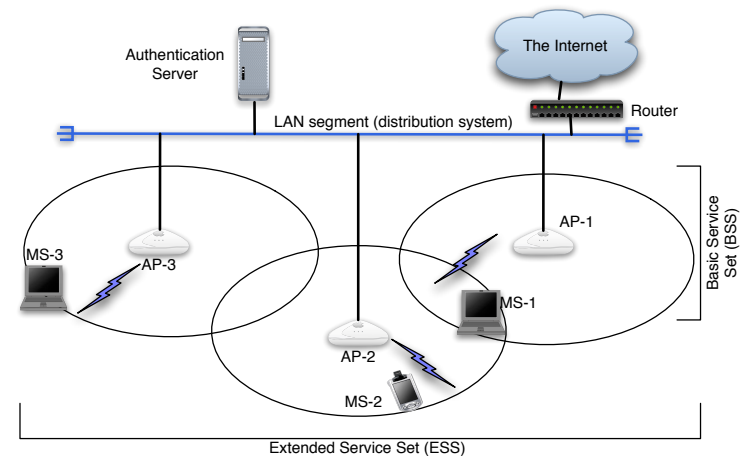 Authentication
Server
The Internet
Router
LAN segment (distribution system)
AP-1
MS-3
AP-3
MS-1
AP-2
MS-2
Basic Service
Set (BSS)
Extended Service Set (ESS)